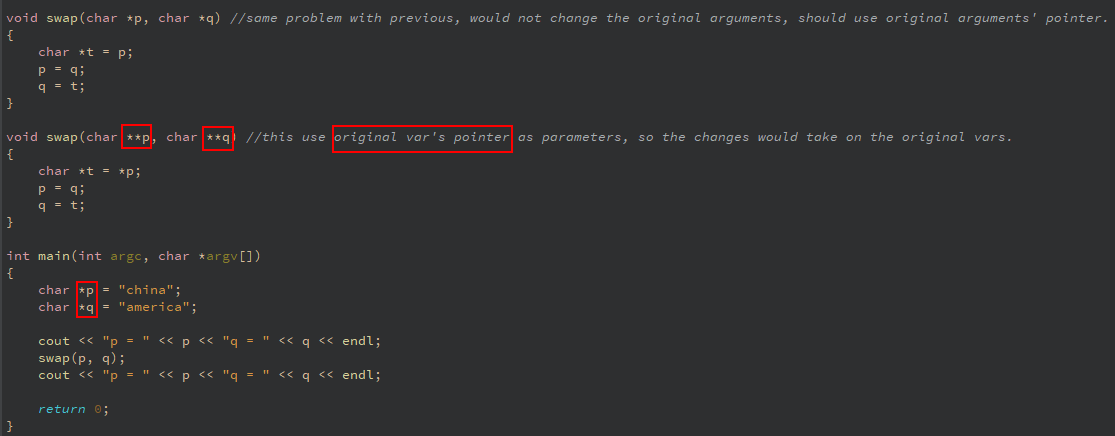 void swap(char *p, char *q) //same problem with previous, would not change the original arguments, should use original arguments' pointer.
{
    char *t = p;
    p = q;
    q = t;
}
void swap(char **p, char **q) //this use original var's pointer as parameters, so the changes would take on the original vars.
{
    char *t = *p;
    p = q;
    q = t;
}
int main(int argc, char *argv[])
{
    char *p = "china";
    char *q = "america";
    cout << "p = " << p << "q = " << q << endl;
    swap(p, q);
    cout << "p = " << p << "q = " << q << endl;
    return 0;
}